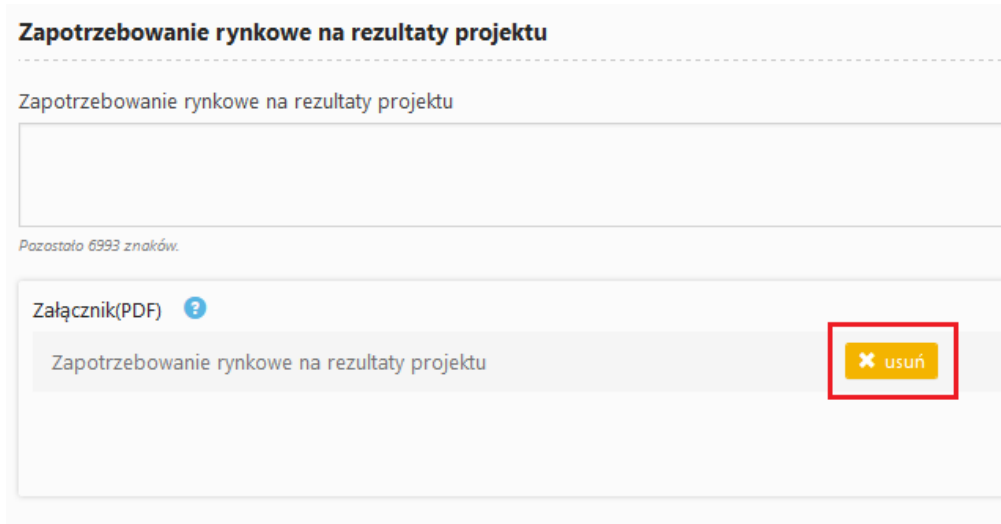 Zapotrzebowanie rynkowe na rezultaty projektu
Zapotrzebowanie rynkowe na rezultaty projektu
Pozostało 6993 znaków.
Załącznik(PDF) ?
Zapotrzebowanie rynkowe na rezultaty projektu
usuń